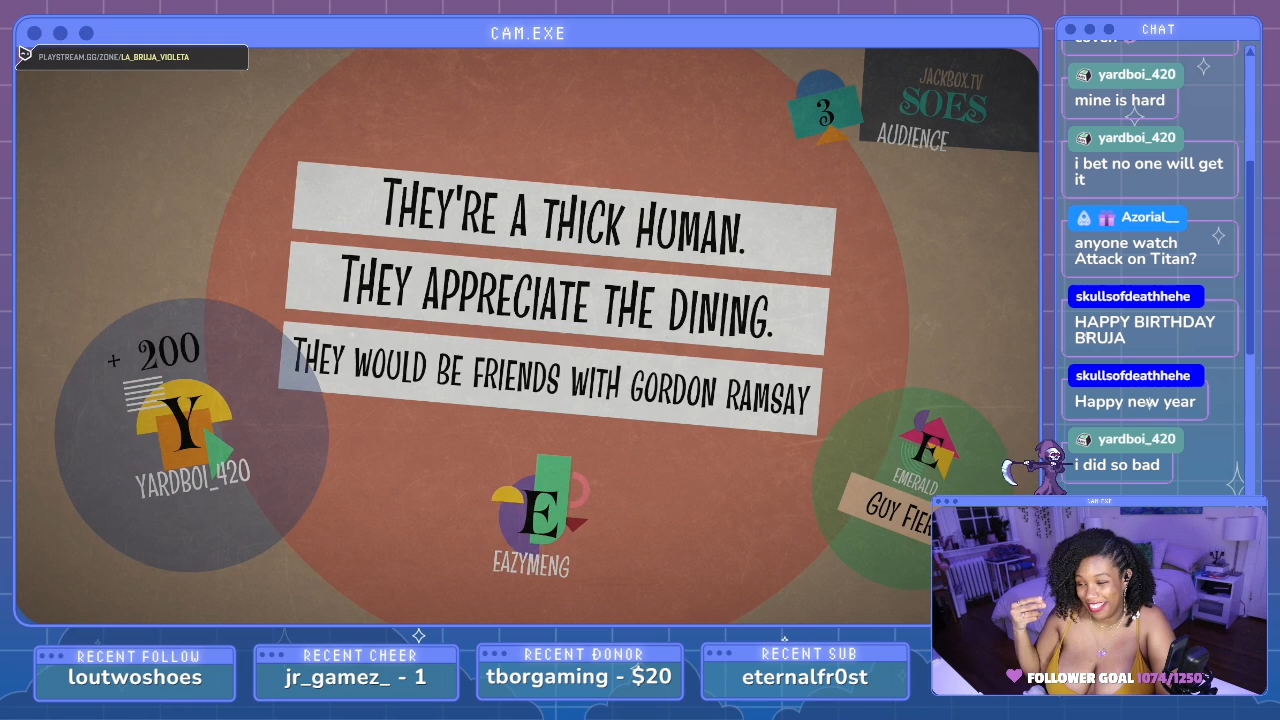 CAM.EXE
PLAYSTREAM.GG/ZONE/LA_BRUJA_VIOLETA
JACKBOX.TV
SOES
AUDIENCE
3
THEY'RE A THICK HUMAN.
THEY APPRECIATE THE DINING.
THEY WOULD BE FRIENDS WITH GORDON RAMSAY
+ 200
Y
YARDBOI_420
E
EAZYMENG
E
EMERALD
GUY
CHAT
yardboi_420
mine is hard
yardboi_420
i bet no one will get
it
Azorial__
anyone watch
Attack on Titan?
skullsofdeathhehe
HAPPY BIRTHDAY
BRUJA
skullsofdeathhehe
Happy new year
yardboi_420
i did so bad
CAM.EXE
FOLLOWER GOAL 1074/1250
RECENT FOLLOW
loutwoshoes
RECENT CHEER
jr_gamez_ - 1
RECENT DONOR
tborgaming - $20
RECENT SUB
eternalfr0st